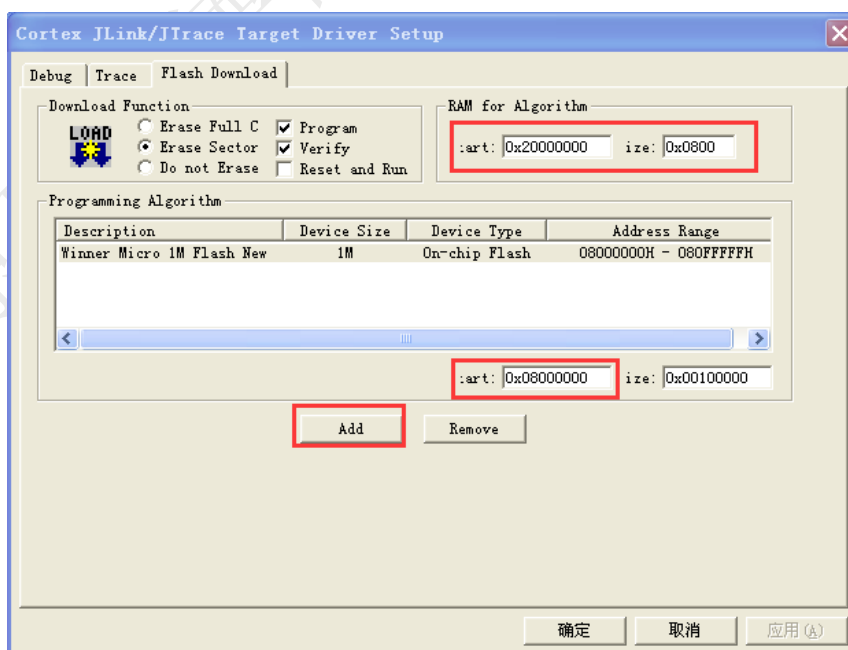 Cortex JLink/JTrace Target Driver Setup
Debug Trace Flash Download
Download Function
LOAD
Erase Full C
Erase Sector
Do not Erase
Program
Verify
Reset and Run
RAM for Algorithm
:art: 0x20000000 ize: 0x0800
Programming Algorithm
Description Device Size Device Type Address Range
Winner Micro 1M Flash New 1M On-chip Flash 08000000H - 080FFFFFH
:art: 0x08000000 ize: 0x00100000
Add Remove
确定 取消 应用(A)